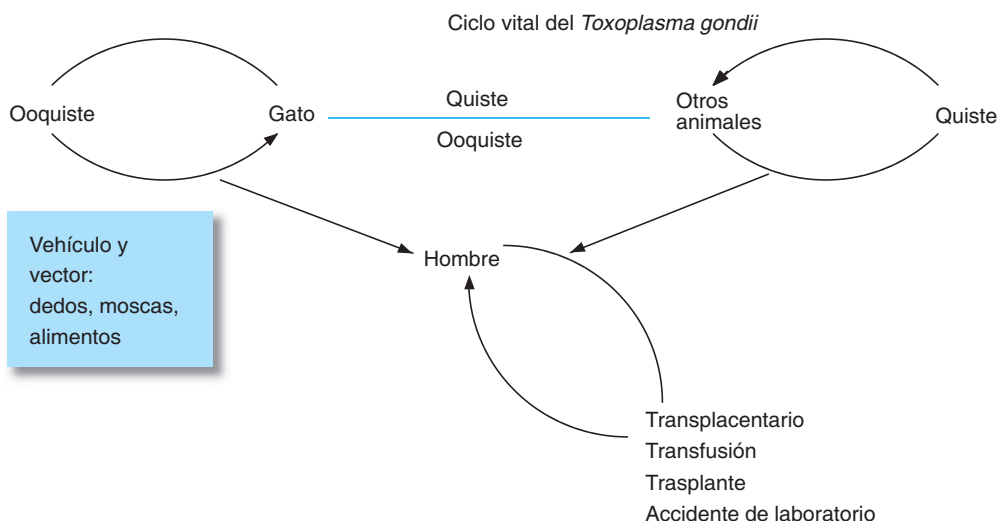 Ciclo vital del Toxoplasma gondii
Ooquiste
Gato
Quiste
Ooquiste
Otros
animales
Quiste
Vehículo y
vector:
dedos, moscas,
alimentos
Hombre
Transplacentario
Transfusión
Trasplante
Accidente de laboratorio